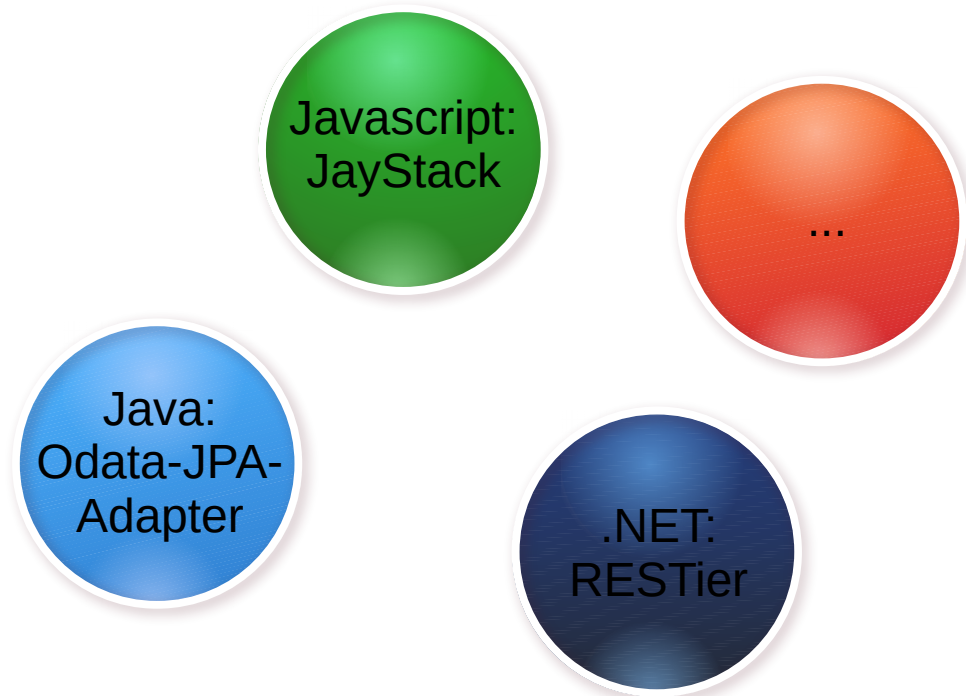 Javascript:
JayStack
...
Java:
Odata-JPA-
Adapter
.NET:
RESTier